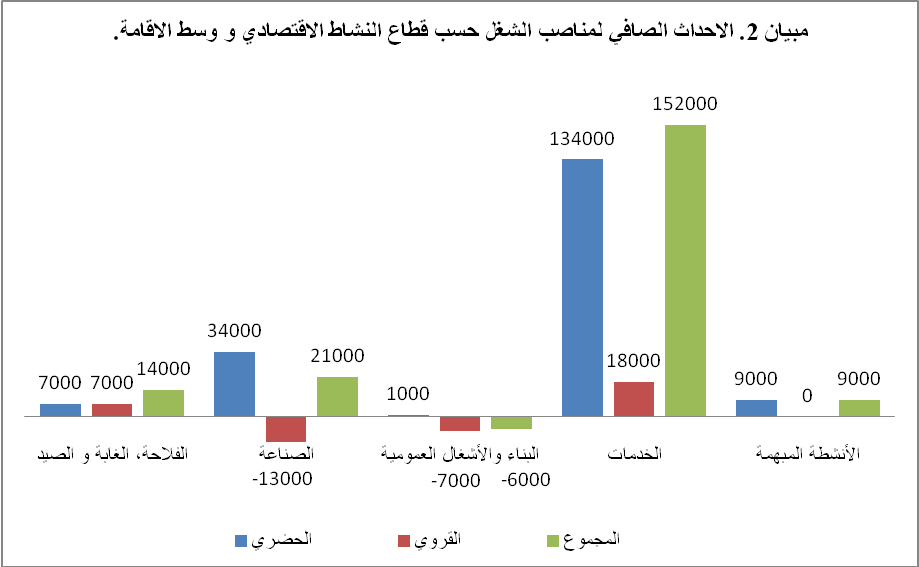 مبيان 2. الاحداث الصافي لمناصب الشغل حسب قطاع النشاط الاقتصادي و وسط الاقامة.
152000
134000
34000
21000
18000
7000 7000 14000
1000
9000 0 9000
الفلاحة، الغابة و الصيد
الصناعة
البناء والأشغال العمومية
الخدمات
الأنشطة المبهمة
-13000
-7000 -6000
الحضري
القروي
المجموع